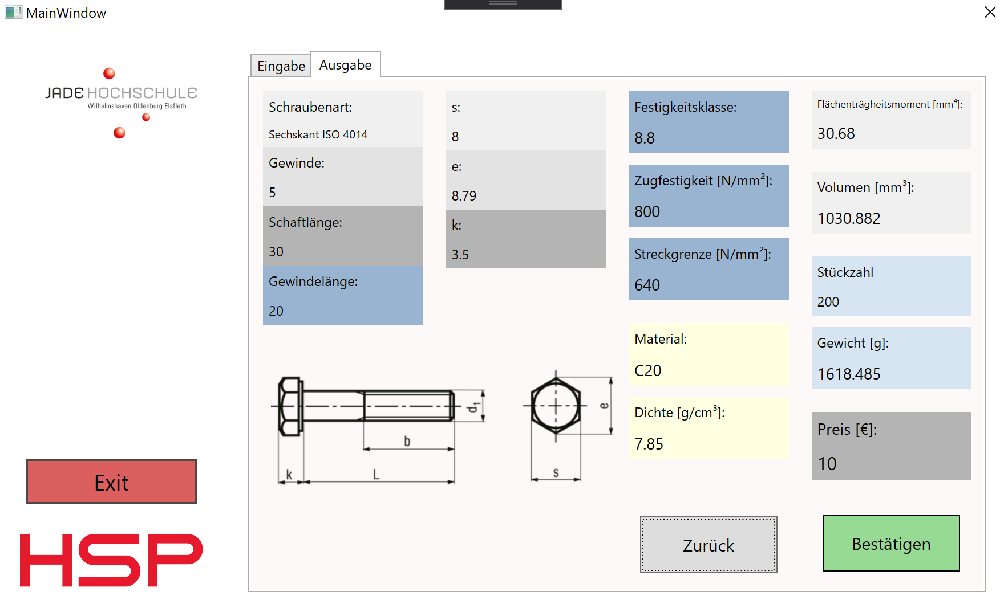 MainWindow
JADE HOCHSCHULE
Wilhelmshaven Oldenburg Elsfleth
Exit
HSP
Eingabe
Ausgabe
Schraubenart:
Sechskant ISO 4014
Gewinde:
5
Schaftlänge:
30
Gewindelänge:
20
s:
8
e:
8.79
k:
3.5
d₁
b
k
L
e
s
Festigkeitsklasse:
8.8
Zugfestigkeit [N/mm²]:
800
Streckgrenze [N/mm²]:
640
Material:
C20
Dichte [g/cm³]:
7.85
Flächenträgheitsmoment [mm⁴]:
30.68
Volumen [mm³]:
1030.882
Stückzahl
200
Gewicht [g]:
1618.485
Preis [€]:
10
Zurück
Bestätigen